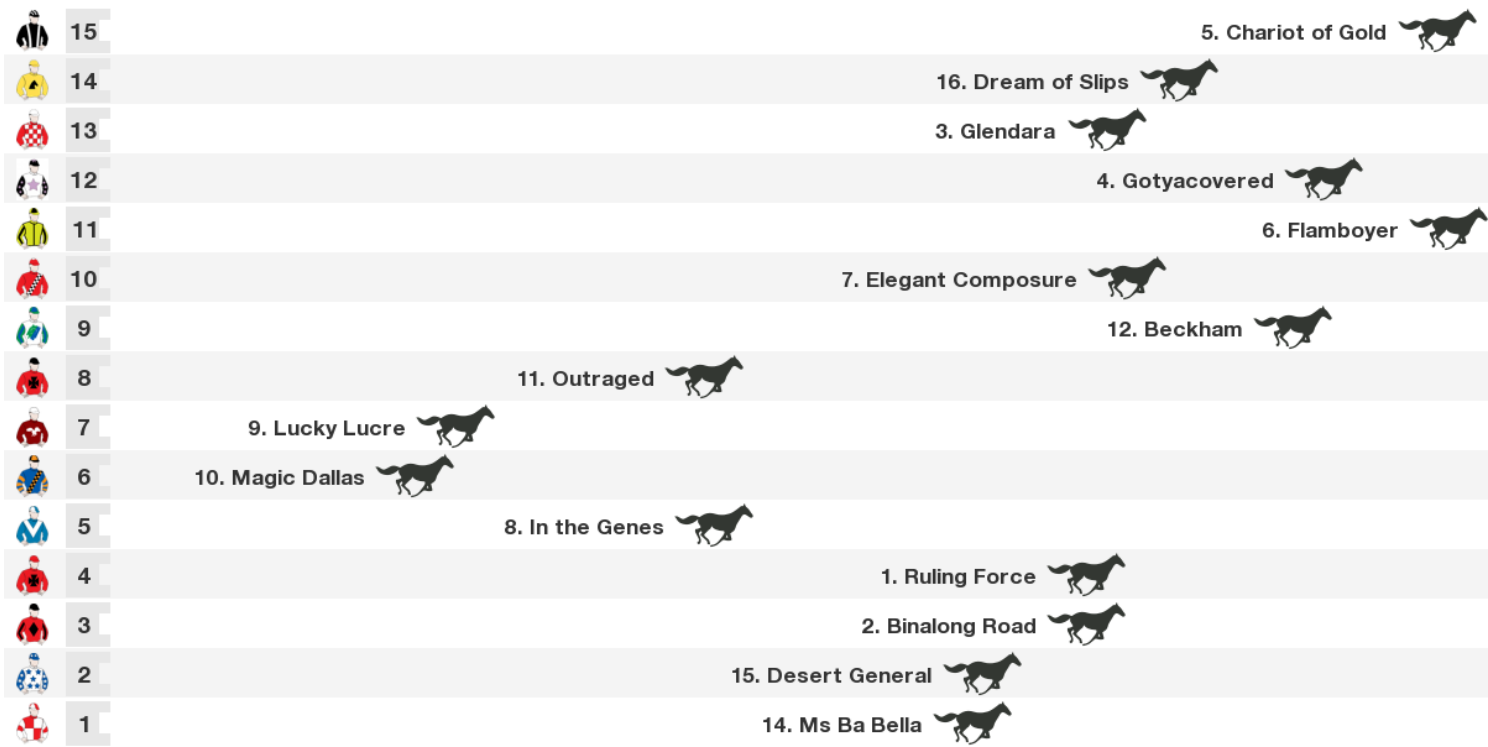 15 5. Chariot of Gold
14 16. Dream of Slips
13 3. Glendara
12 4. Gotyacovered
11 6. Flamboyer
10 7. Elegant Composure
9 12. Beckham
8 11. Outraged
7 9. Lucky Lucre
6 10. Magic Dallas
5 8. In the Genes
4 1. Ruling Force
3 2. Binalong Road
2 15. Desert General
1 14. Ms Ba Bella